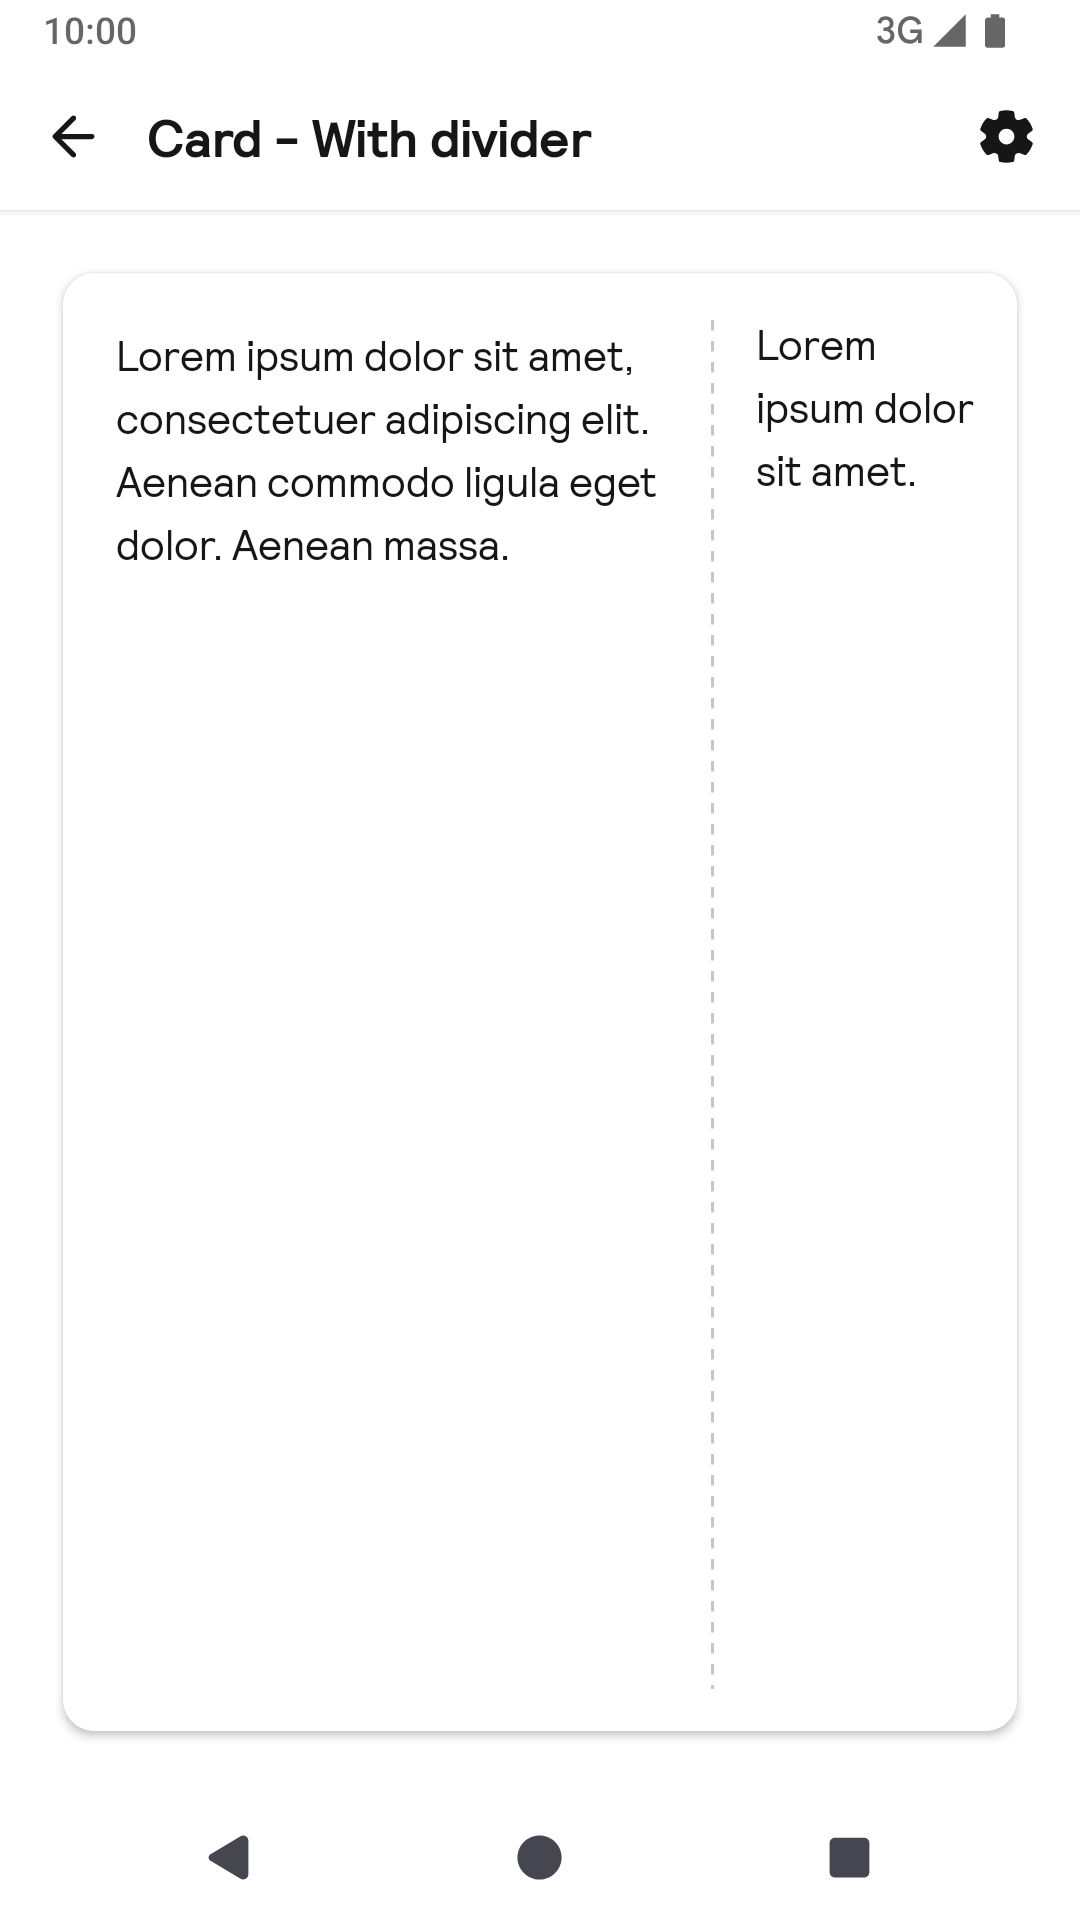 10:00
3G
Card - With divider
Lorem ipsum dolor sit amet,
consectetuer adipiscing elit.
Aenean commodo ligula eget
dolor. Aenean massa.
Lorem
ipsum dolor
sit amet.